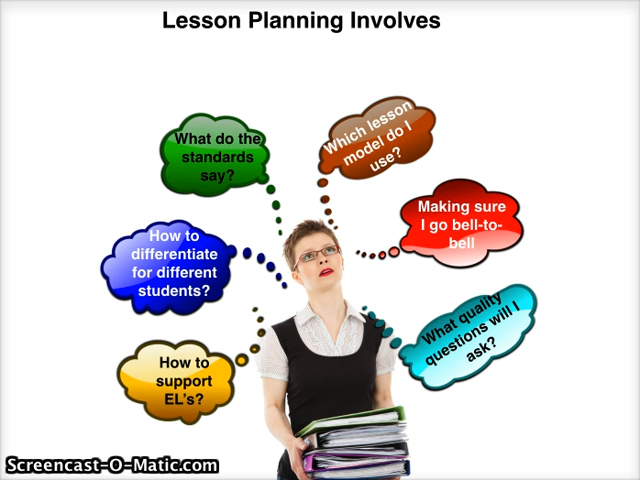 Lesson Planning Involves
What do the
standards
say?
Which lesson
model do I
use?
Making sure
I go bell-to-
bell
How to
differentiate
for different
students?
What quality
questions will I
ask?
How to
support
EL's?
Screencast-O-Matic.com